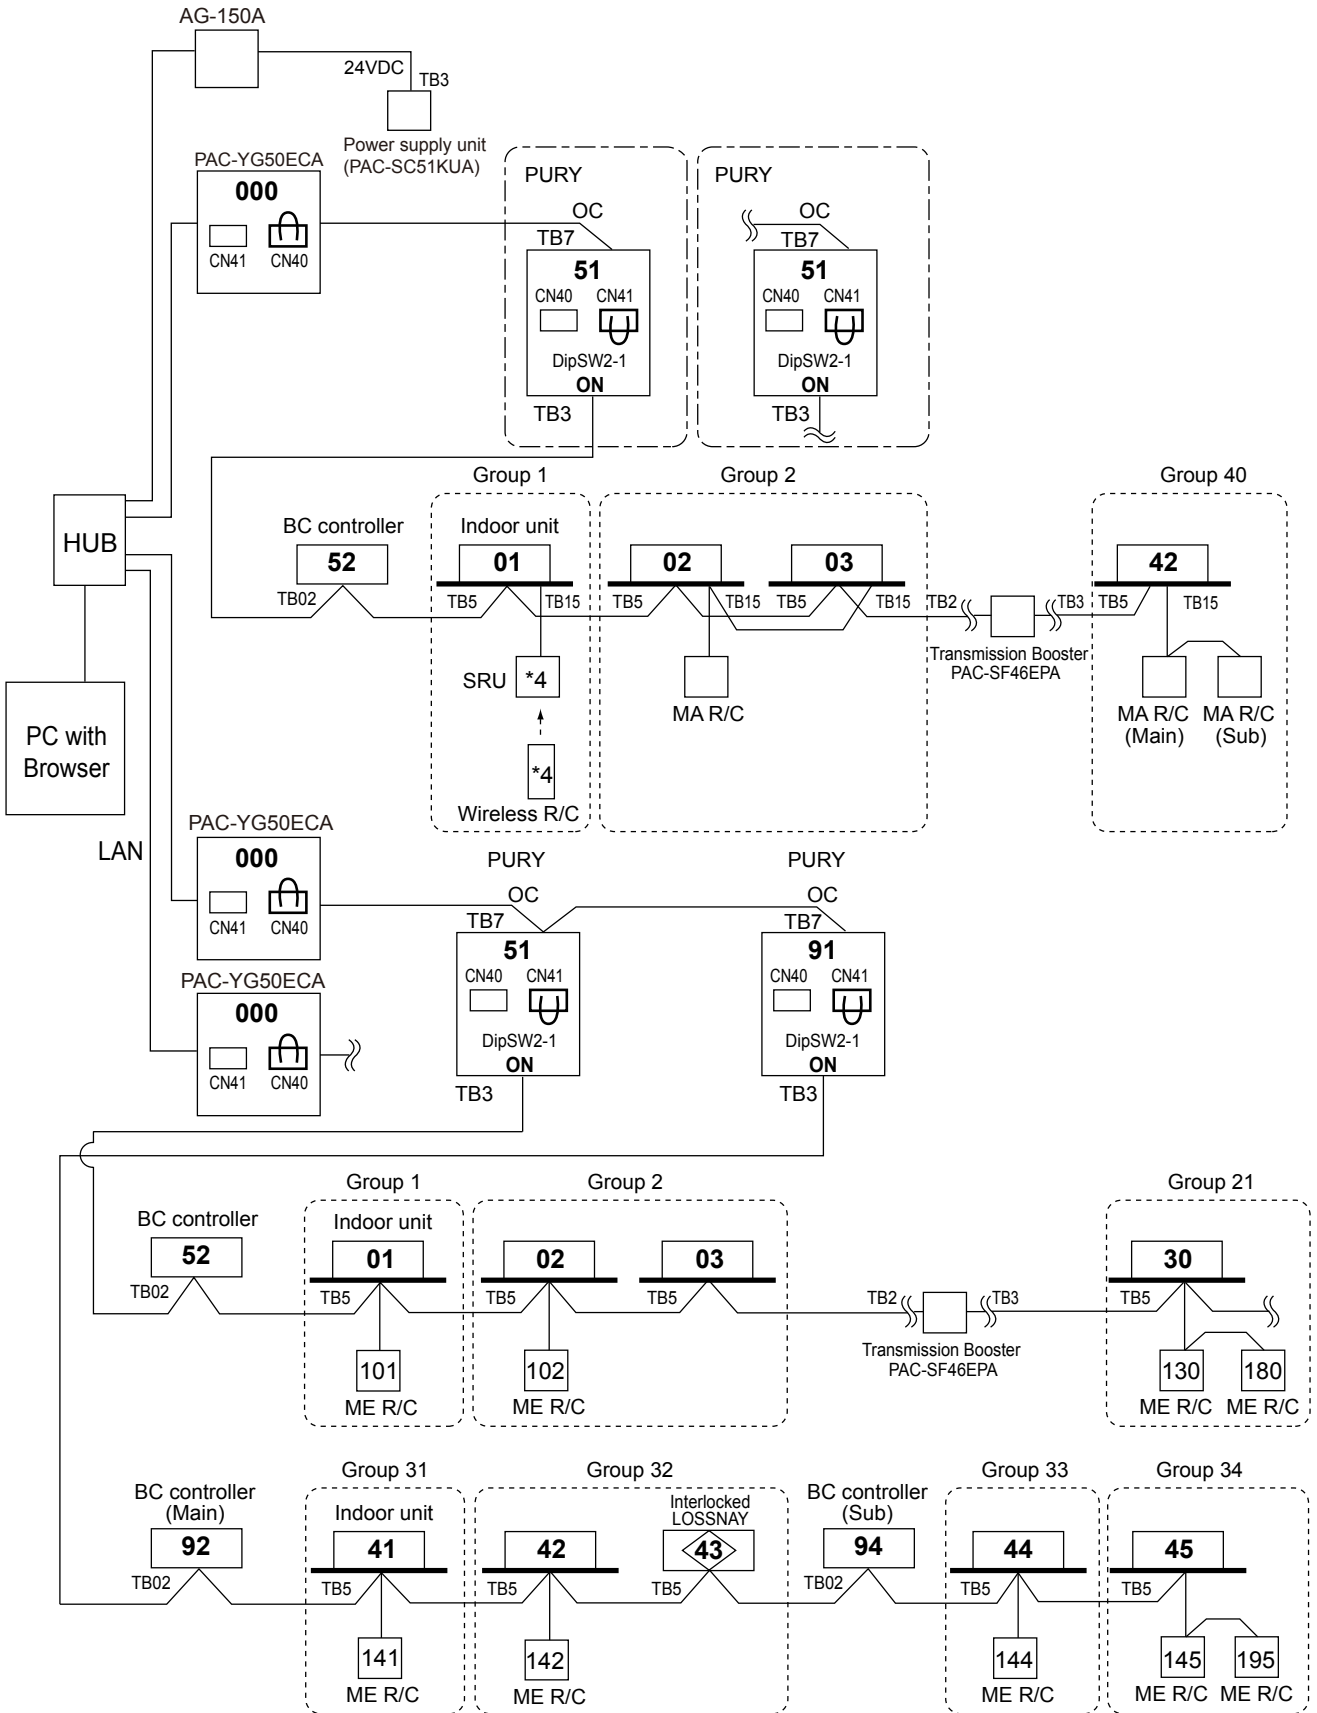 AG-150A
24VDC
TB3
Power supply unit
(PAC-SC51KUA)
PAC-YG50ECA
000
CN41 CN40
PURY
OC
TB7
51
CN40 CN41
DipSW2-1
ON
TB3
PURY
OC
TB7
51
CN40 CN41
DipSW2-1
ON
TB3
HUB
PC with
Browser
LAN
Group 1
Group 2
Group 40
BC controller
52
TB02
Indoor unit
01
TB5 TB15
SRU *4
*4
Wireless R/C
02
TB5 TB15
MA R/C
03
TB5 TB15
TB2
TB3
Transmission Booster
PAC-SF46EPA
42
TB5 TB15
MA R/C
(Main)
MA R/C
(Sub)
PAC-YG50ECA
000
CN41 CN40
PAC-YG50ECA
000
CN41 CN40
PURY
OC
TB7
51
CN40 CN41
DipSW2-1
ON
TB3
PURY
OC
TB7
91
CN40 CN41
DipSW2-1
ON
TB3
Group 1
Group 2
Group 21
BC controller
52
TB02
Indoor unit
01
TB5
101
ME R/C
02
TB5
102
ME R/C
03
TB5
TB2
TB3
Transmission Booster
PAC-SF46EPA
30
TB5
130 180
ME R/C ME R/C
Group 31
Group 32
Group 33
Group 34
BC controller
(Main)
92
TB02
Indoor unit
41
TB5
141
ME R/C
42
TB5
142
ME R/C
Interlocked
LOSSNAY
43
TB5
BC controller
(Sub)
94
TB02
44
TB5
144
ME R/C
45
TB5
145 195
ME R/C ME R/C